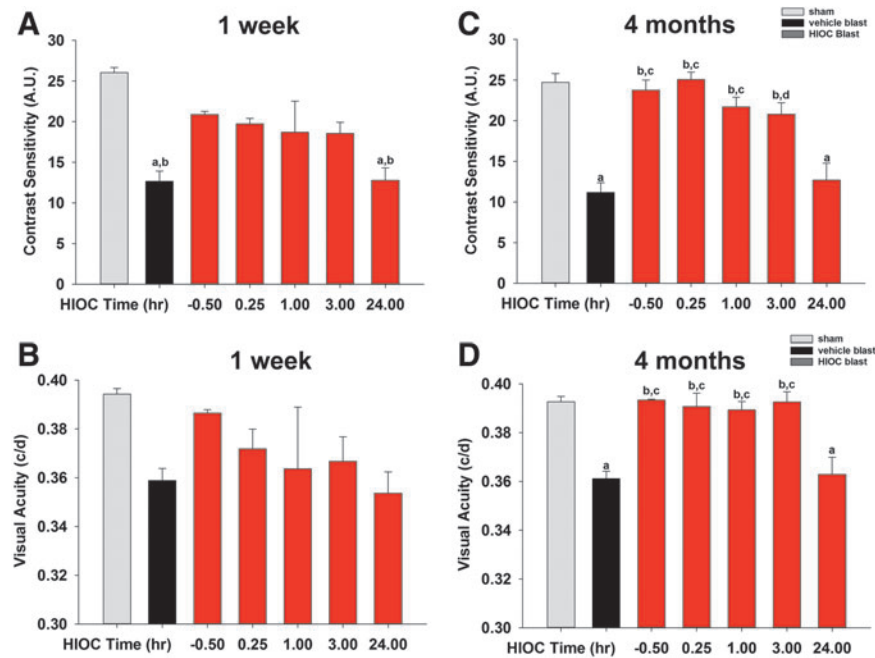 A
1 week
Contrast Sensitivity (A.U.)
30
25
20
15
10
5
0
a,b
a,b
HIOC Time (hr) -0.50 0.25 1.00 3.00 24.00
C
4 months
sham
vehicle blast
HIOC Blast
Contrast Sensitivity (A.U.)
30
25
20
15
10
5
0
a
b,c
b,c
b,c
b,d
a
HIOC Time (hr) -0.50 0.25 1.00 3.00 24.00
B
1 week
Visual Acuity (c/d)
0.40
0.38
0.36
0.34
0.32
0.30
HIOC Time (hr) -0.50 0.25 1.00 3.00 24.00
D
4 months
sham
vehicle blast
HIOC blast
Visual Acuity (c/d)
0.40
0.38
0.36
0.34
0.32
0.30
a
b,c
b,c
b,c
b,c
a
HIOC Time (hr) -0.50 0.25 1.00 3.00 24.00